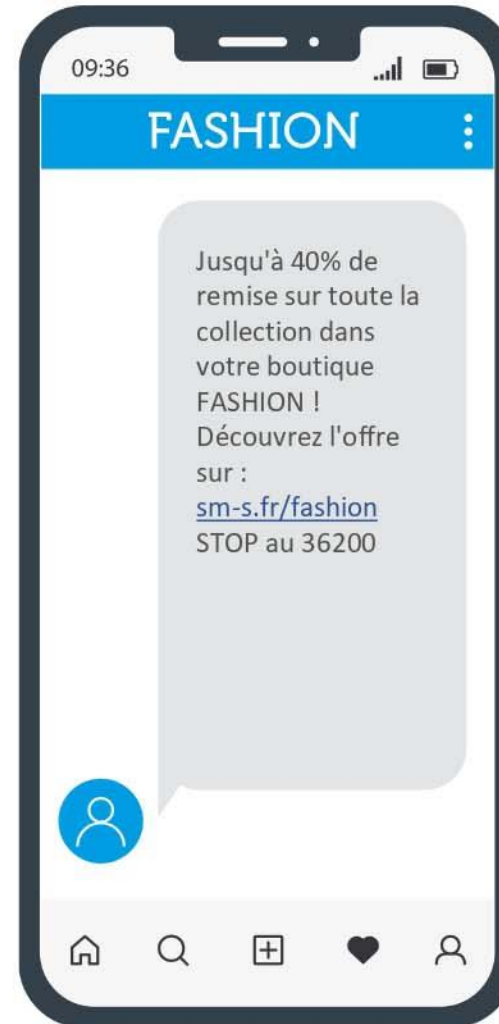 09:36
FASHION
Jusqu'à 40% de
remise sur toute la
collection dans
votre boutique
FASHION !
Découvrez l'offre
sur :
sm-s.fr/fashion
STOP au 36200